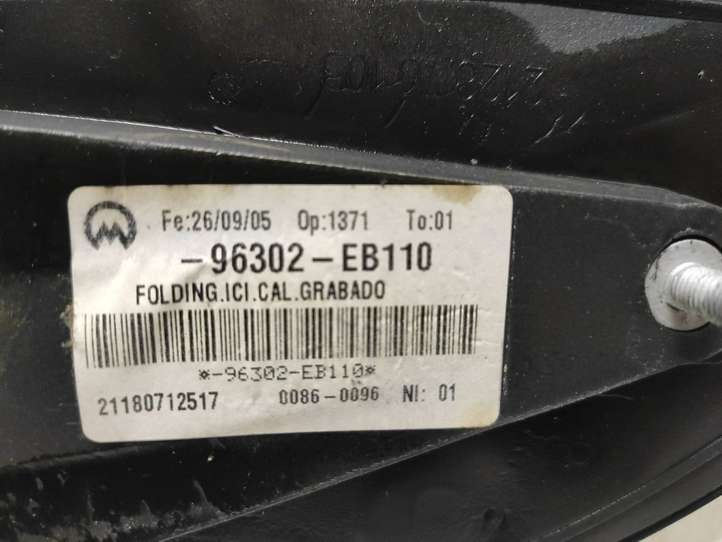 Fe:26/09/05 Op:1371 To:01
-96302-EB110
FOLDING.ICI.CAL.GRABADO
*-96302-EB110*
21180712517 0086-0096 NI: 01